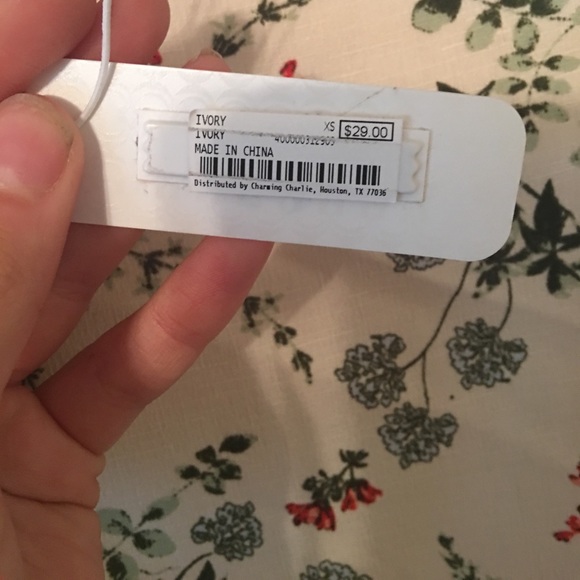 IVORY
XS $29.00
IVORY
MADE IN CHINA
Distributed by Charming Charlie, Houston, TX 77036